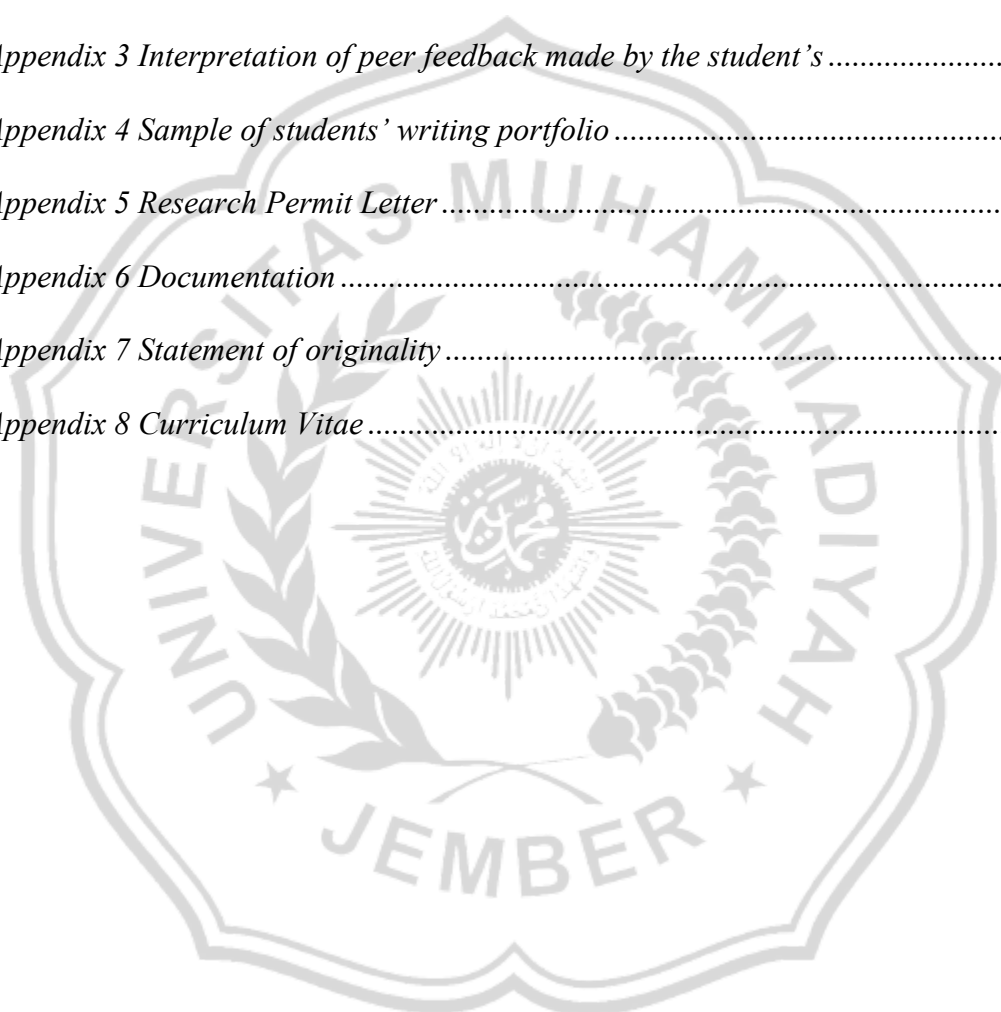 Appendix 3 Interpretation of peer feedback made by the student’s ......................
Appendix 4 Sample of students’ writing portfolio .................................................
Appendix 5 Research Permit Letter ......................................................................
Appendix 6 Documentation ..................................................................................
Appendix 7 Statement of originality .....................................................................
Appendix 8 Curriculum Vitae ...............................................................................
UNIVERSITAS MUHAMMADIYAH
JEMBER